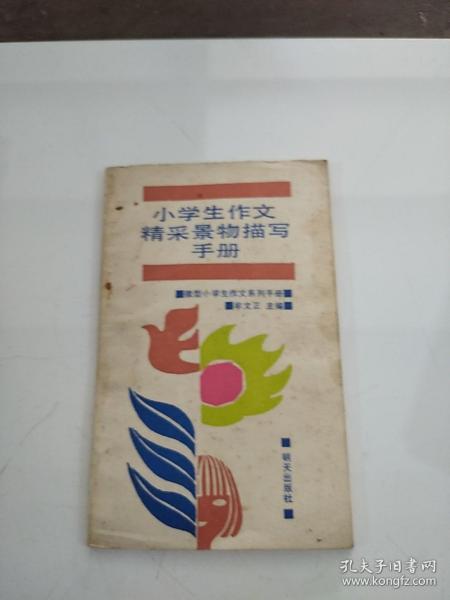 小学生作文
精采景物描写
手册
■微型小学生作文系列手册■
■牟文正 主编■
■明天出版社■
孔夫子旧书网
www.kongfz.com